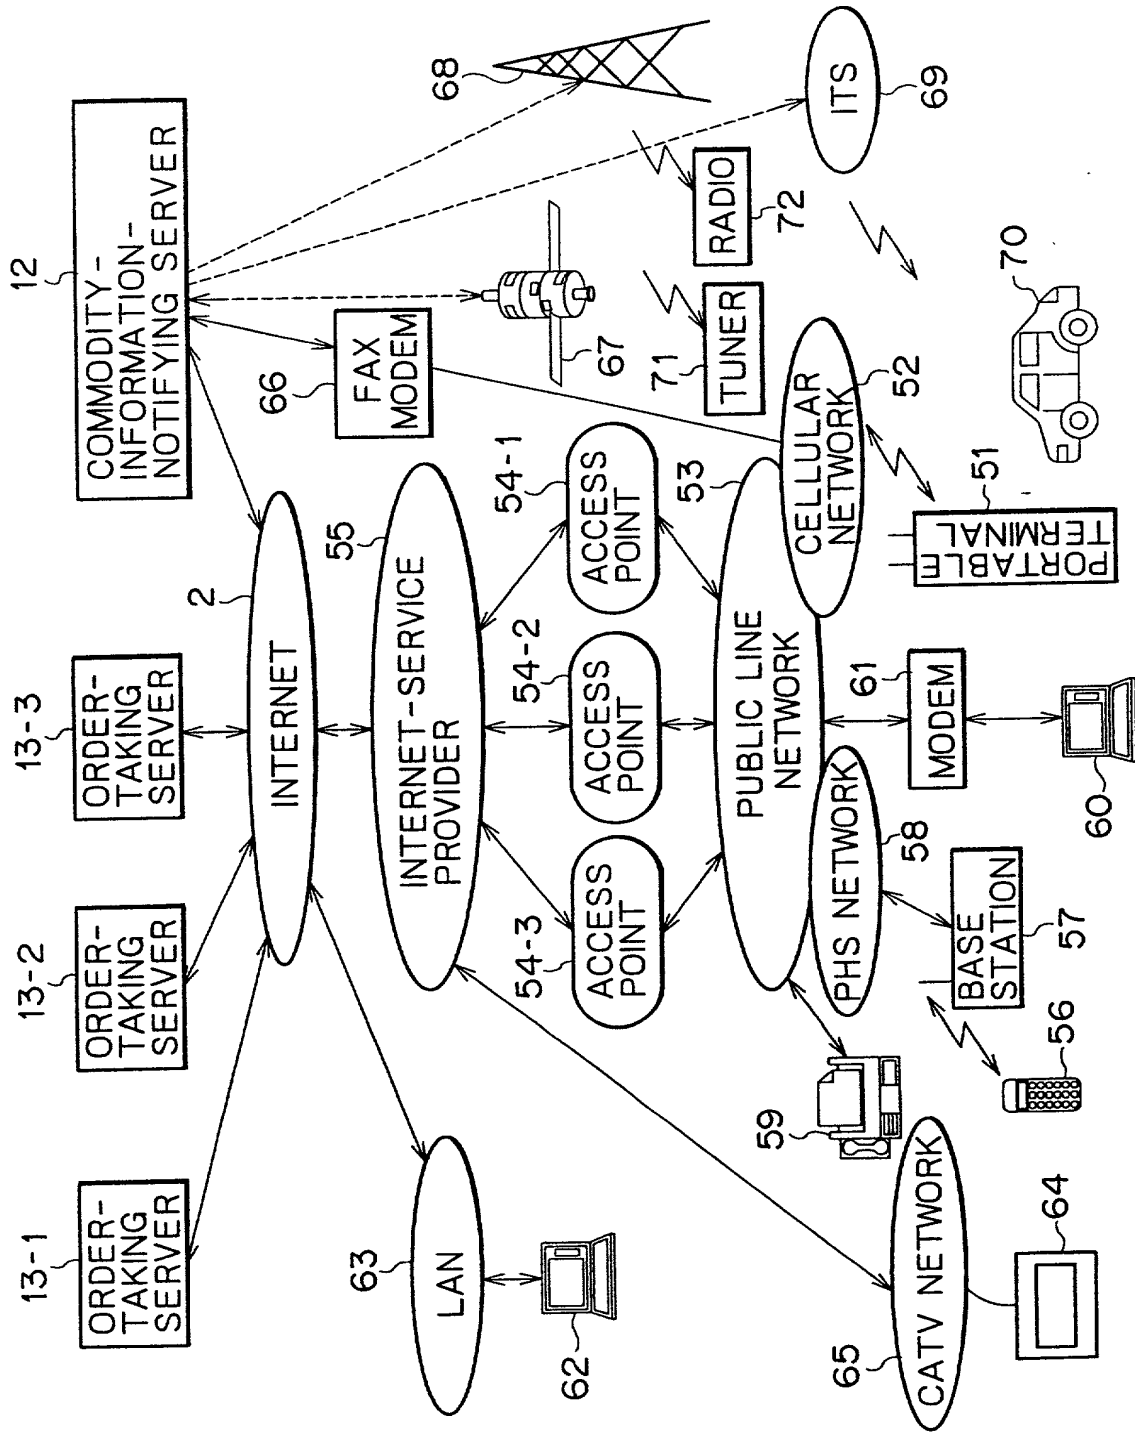 13-1
ORDER-
TAKING
SERVER
13-2
ORDER-
TAKING
SERVER
13-3
ORDER-
TAKING
SERVER
12
COMMODITY-
INFORMATION-
NOTIFYING SERVER
2
INTERNET
63
LAN
62
55
INTERNET-SERVICE
PROVIDER
66
FAX
MODEM
67
68
54-3
ACCESS
POINT
54-2
ACCESS
POINT
54-1
ACCESS
POINT
71
TUNER
72
RADIO
ITS
69
53
PUBLIC LINE
NETWORK
CELLULAR
NETWORK
52
59
PHS NETWORK
58
61
MODEM
60
51
PORTABLE
TERMINAL
70
BASE
STATION
57
56
65
CATV NETWORK
64